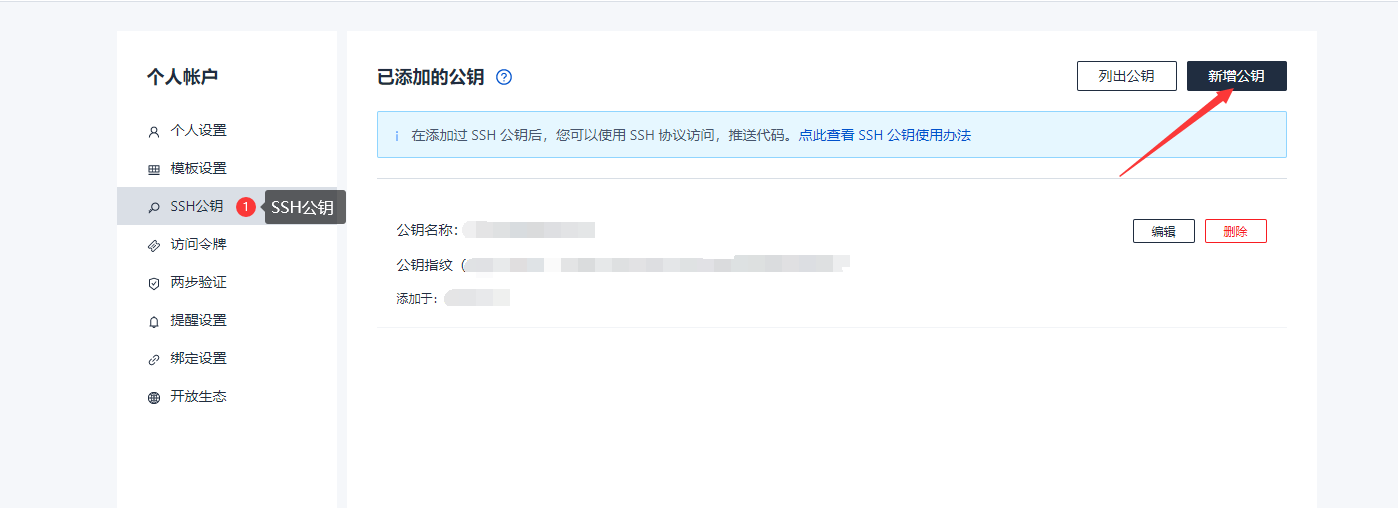 个人帐户
个人设置
模板设置
SSH公钥 1 SSH公钥
访问令牌
两步验证
提醒设置
绑定设置
开放生态
已添加的公钥 ?
列出公钥 新增公钥
i 在添加过 SSH 公钥后，您可以使用 SSH 协议访问，推送代码。点此查看 SSH 公钥使用办法
公钥名称：
编辑 删除
公钥指纹（
添加于：